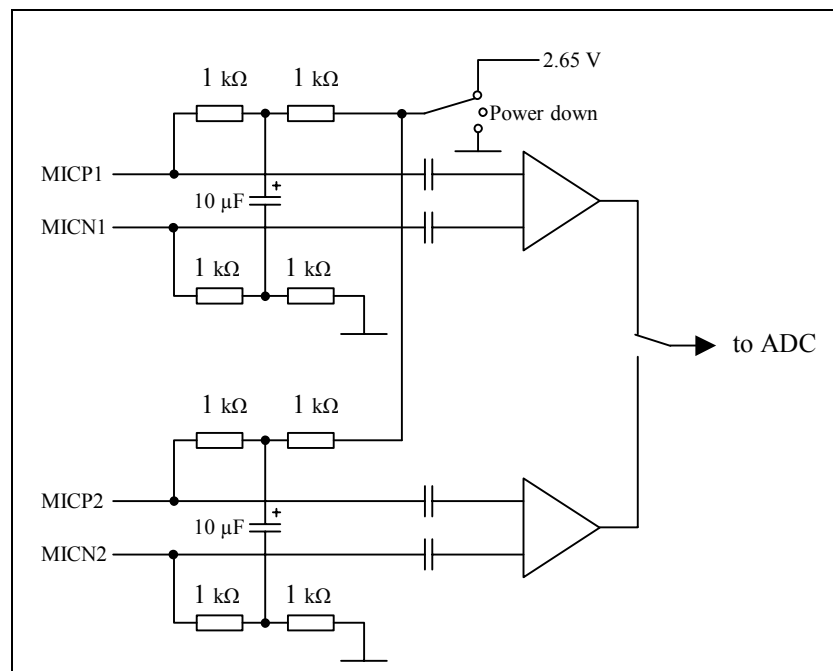 1 kΩ 1 kΩ
2.65 V
Power down
MICP1
10 µF +
MICN1
1 kΩ 1 kΩ
to ADC
1 kΩ 1 kΩ
MICP2
10 µF +
MICN2
1 kΩ 1 kΩ